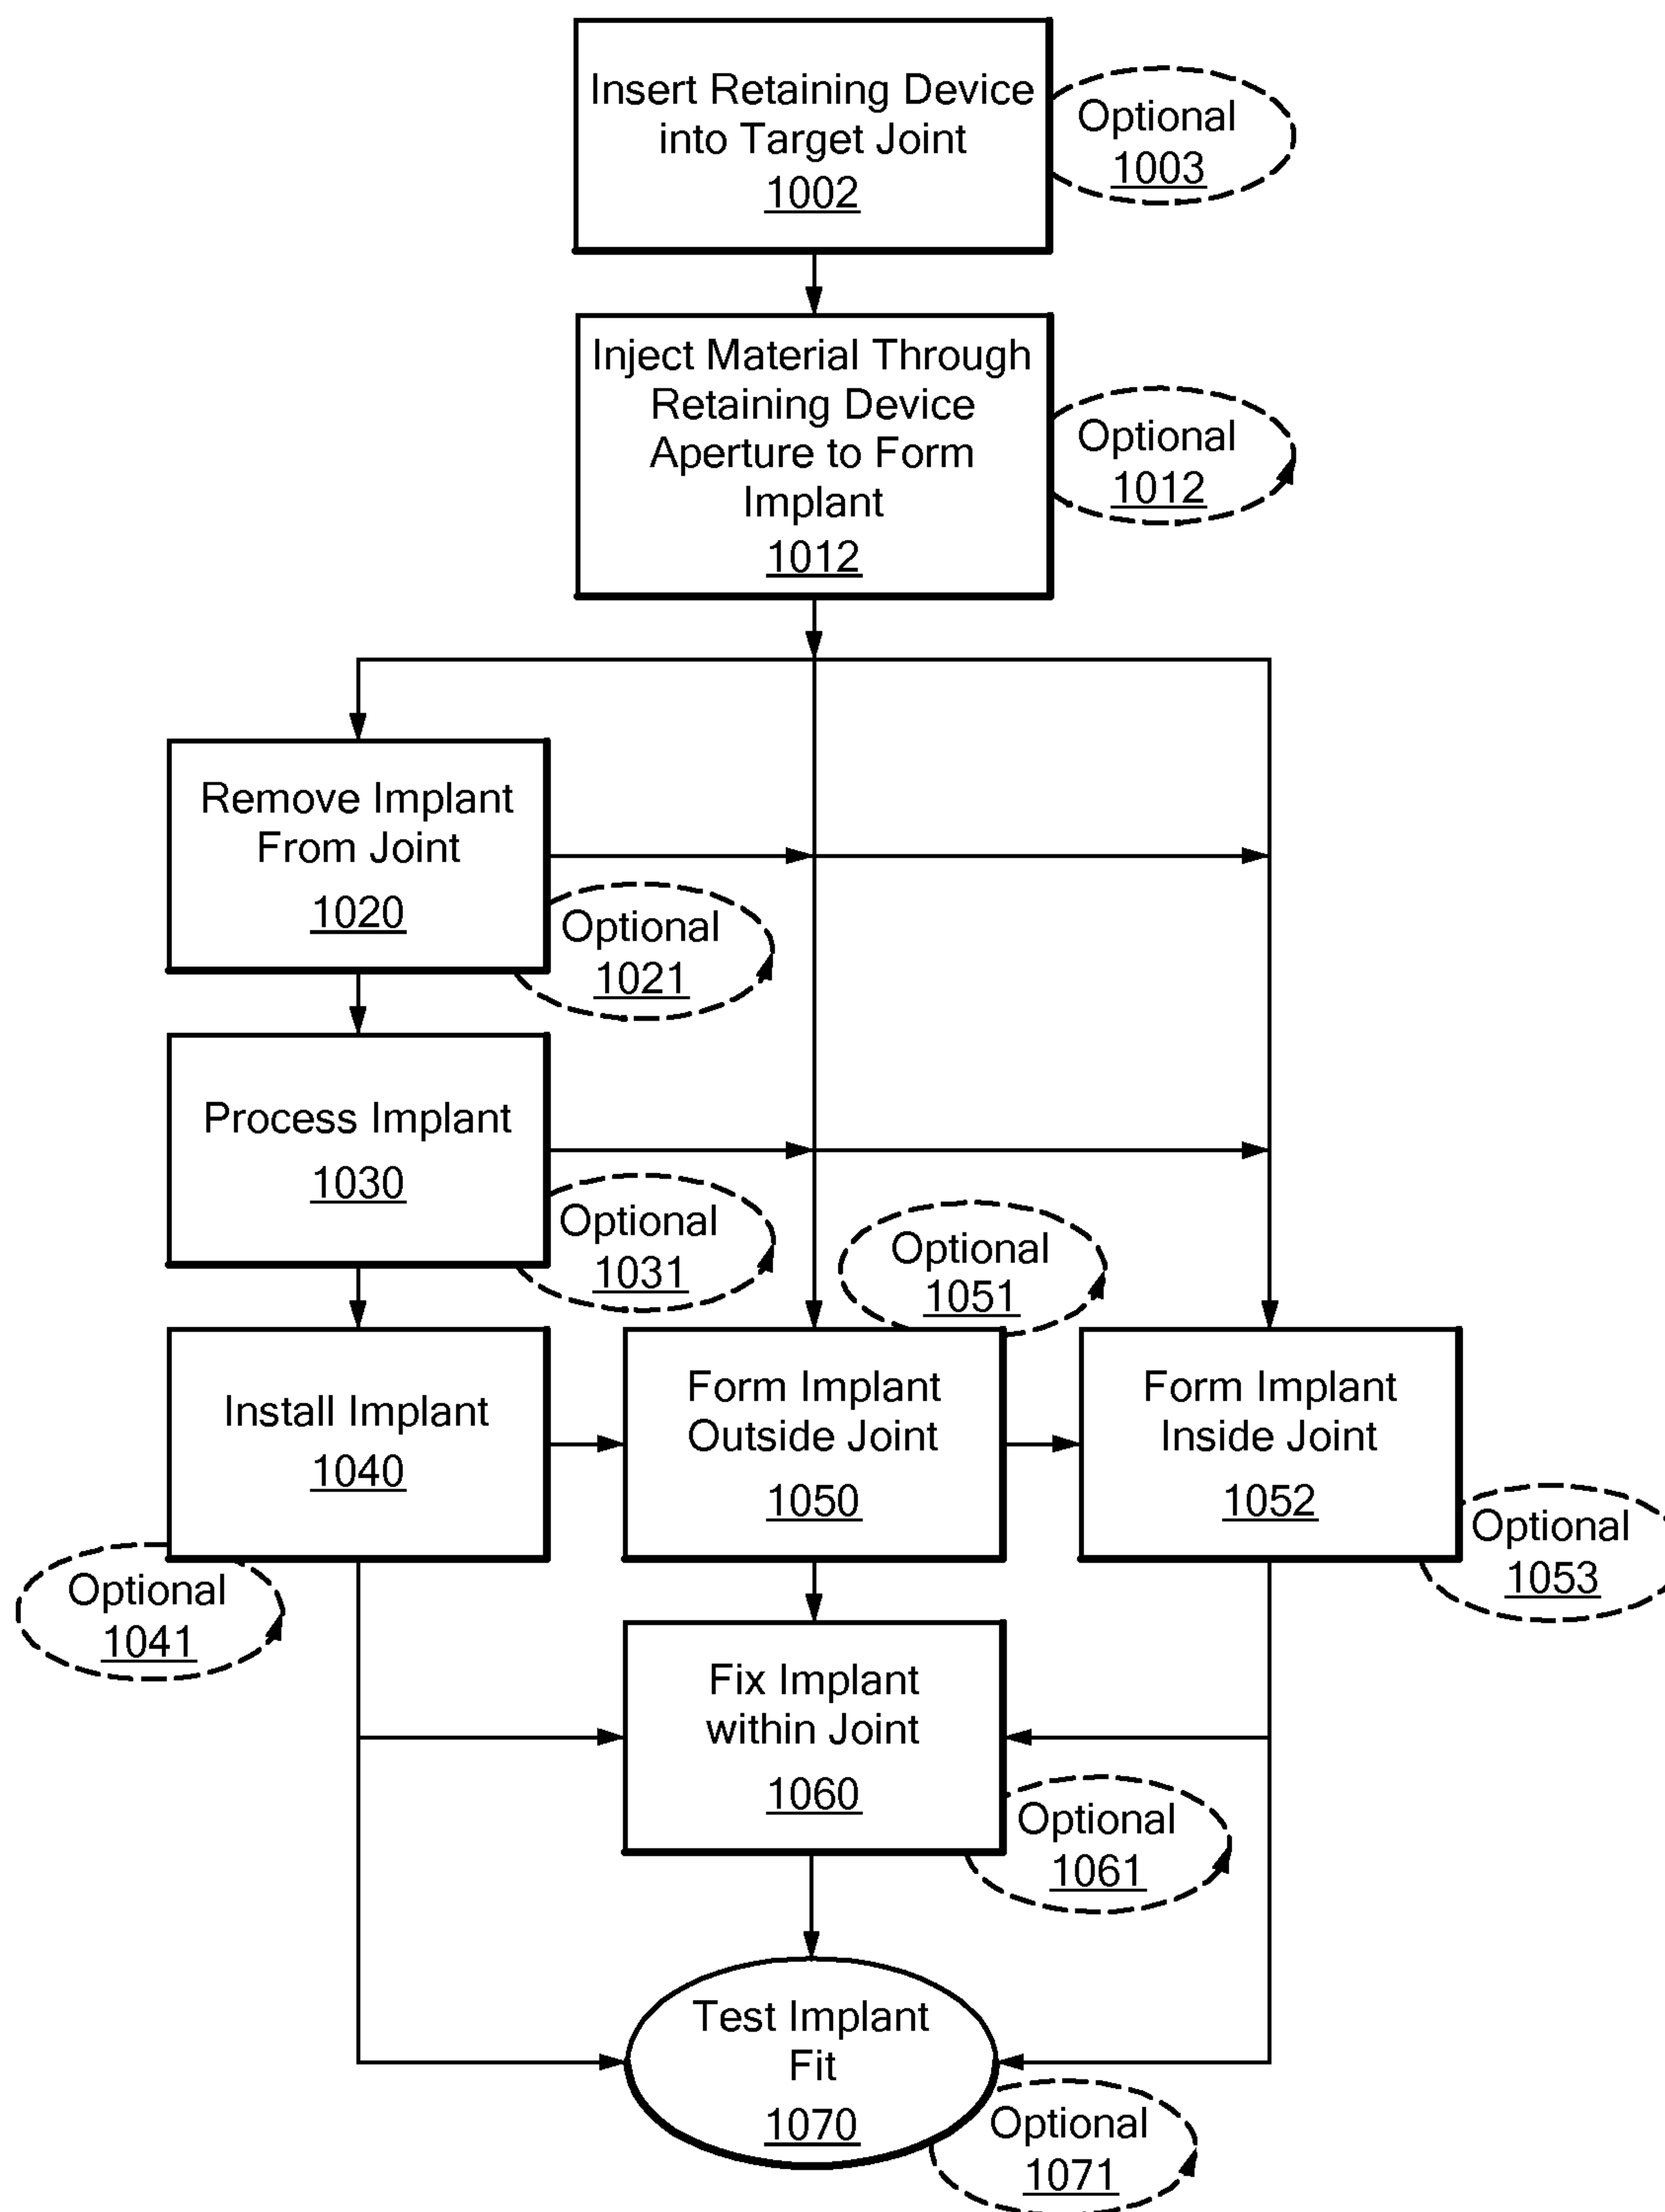 Insert Retaining Device
into Target Joint
1002
Optional
1003
Inject Material Through
Retaining Device
Aperture to Form
Implant
1012
Optional
1012
Remove Implant
From Joint
1020
Optional
1021
Process Implant
1030
Optional
1031
Optional
1051
Install Implant
1040
Optional
1041
Form Implant
Outside Joint
1050
Form Implant
Inside Joint
1052
Optional
1053
Fix Implant
within Joint
1060
Optional
1061
Test Implant
Fit
1070
Optional
1071